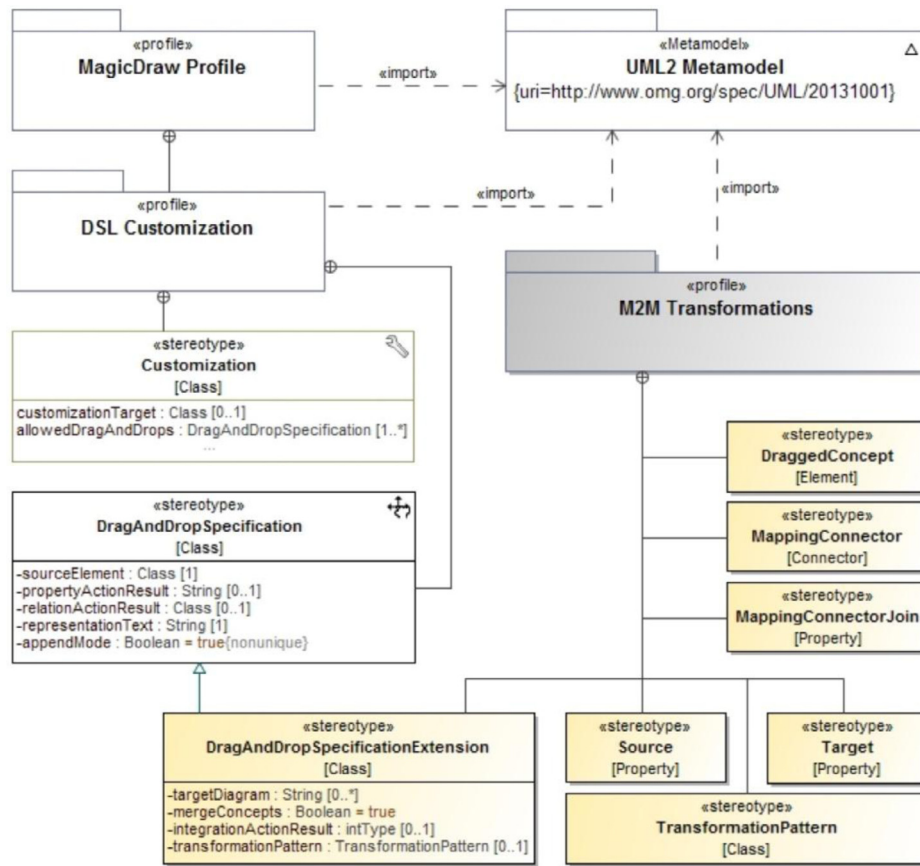 «profile»
MagicDraw Profile
«import»
«Metamodel»
UML2 Metamodel
{uri=http://www.omg.org/spec/UML/20131001}
«profile»
DSL Customization
«import»
«import»
«profile»
M2M Transformations
«stereotype»
Customization
[Class]
customizationTarget : Class [0..1]
allowedDragAndDrops : DragAndDropSpecification [1..*]
...
«stereotype»
DraggedConcept
[Element]
«stereotype»
DragAndDropSpecification
[Class]
-sourceElement : Class [1]
-propertyActionResult : String [0..1]
-relationActionResult : Class [0..1]
-representationText : String [1]
-appendMode : Boolean = true{nonunique}
«stereotype»
MappingConnector
[Connector]
«stereotype»
MappingConnectorJoin
[Property]
«stereotype»
DragAndDropSpecificationExtension
[Class]
-targetDiagram : String [0..*]
-mergeConcepts : Boolean = true
-integrationActionResult : intType [0..1]
-transformationPattern : TransformationPattern [0..1]
«stereotype»
Source
[Property]
«stereotype»
Target
[Property]
«stereotype»
TransformationPattern
[Class]